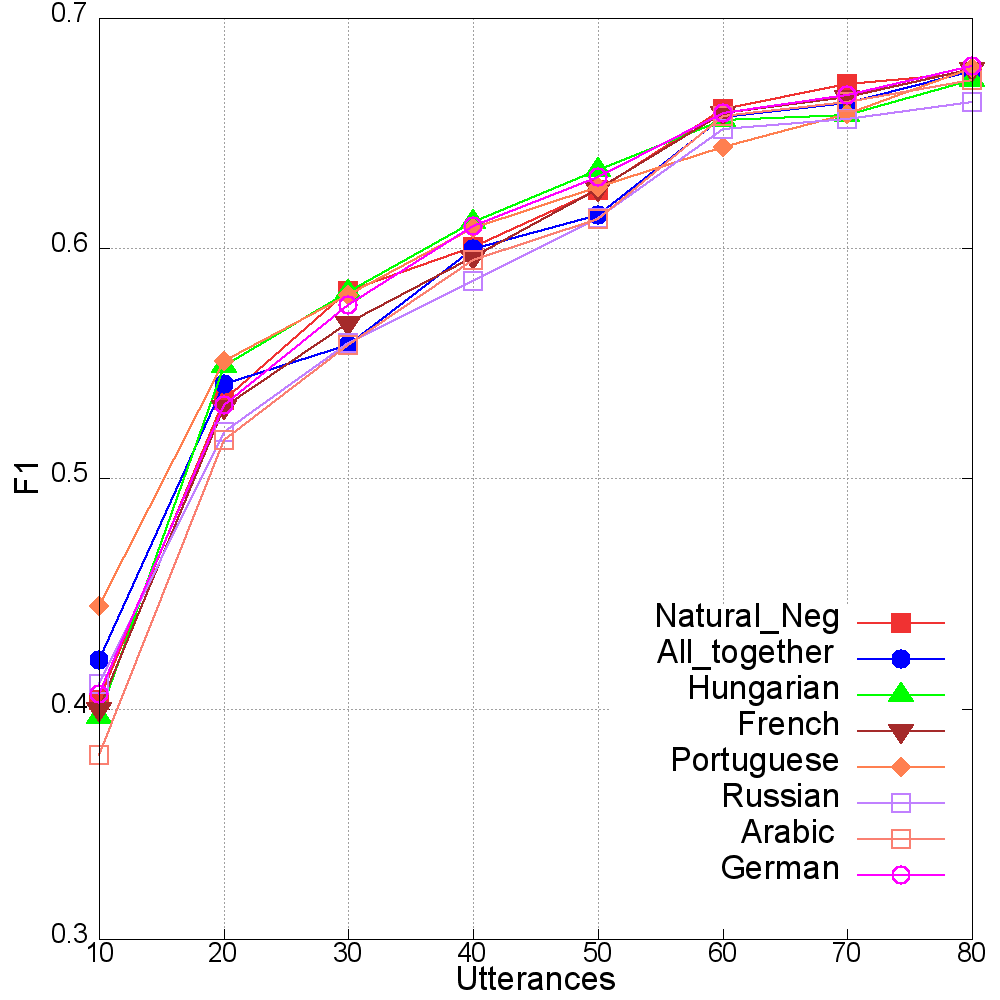 0.7
0.6
0.5
0.4
0.3
F1
Natural_Neg
All_together
Hungarian
French
Portuguese
Russian
Arabic
German
10 20 30 40 50 60 70 80
Utterances